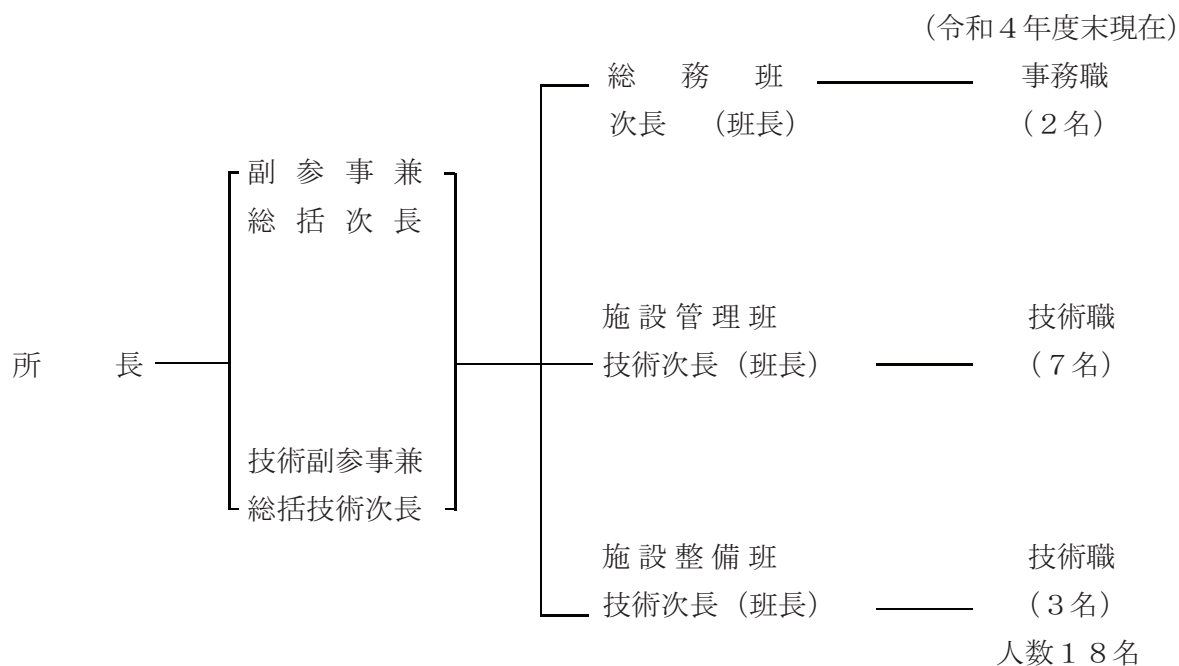 （令和４年度末現在）
総　務　班　事務職
次長　（班長）　（２名）
副参事兼
総括次長
施設管理班　技術職
所　長　技術次長（班長）　（７名）
技術副参事兼
総括技術次長
施設整備班　技術職
技術次長（班長）　（３名）
人数１８名